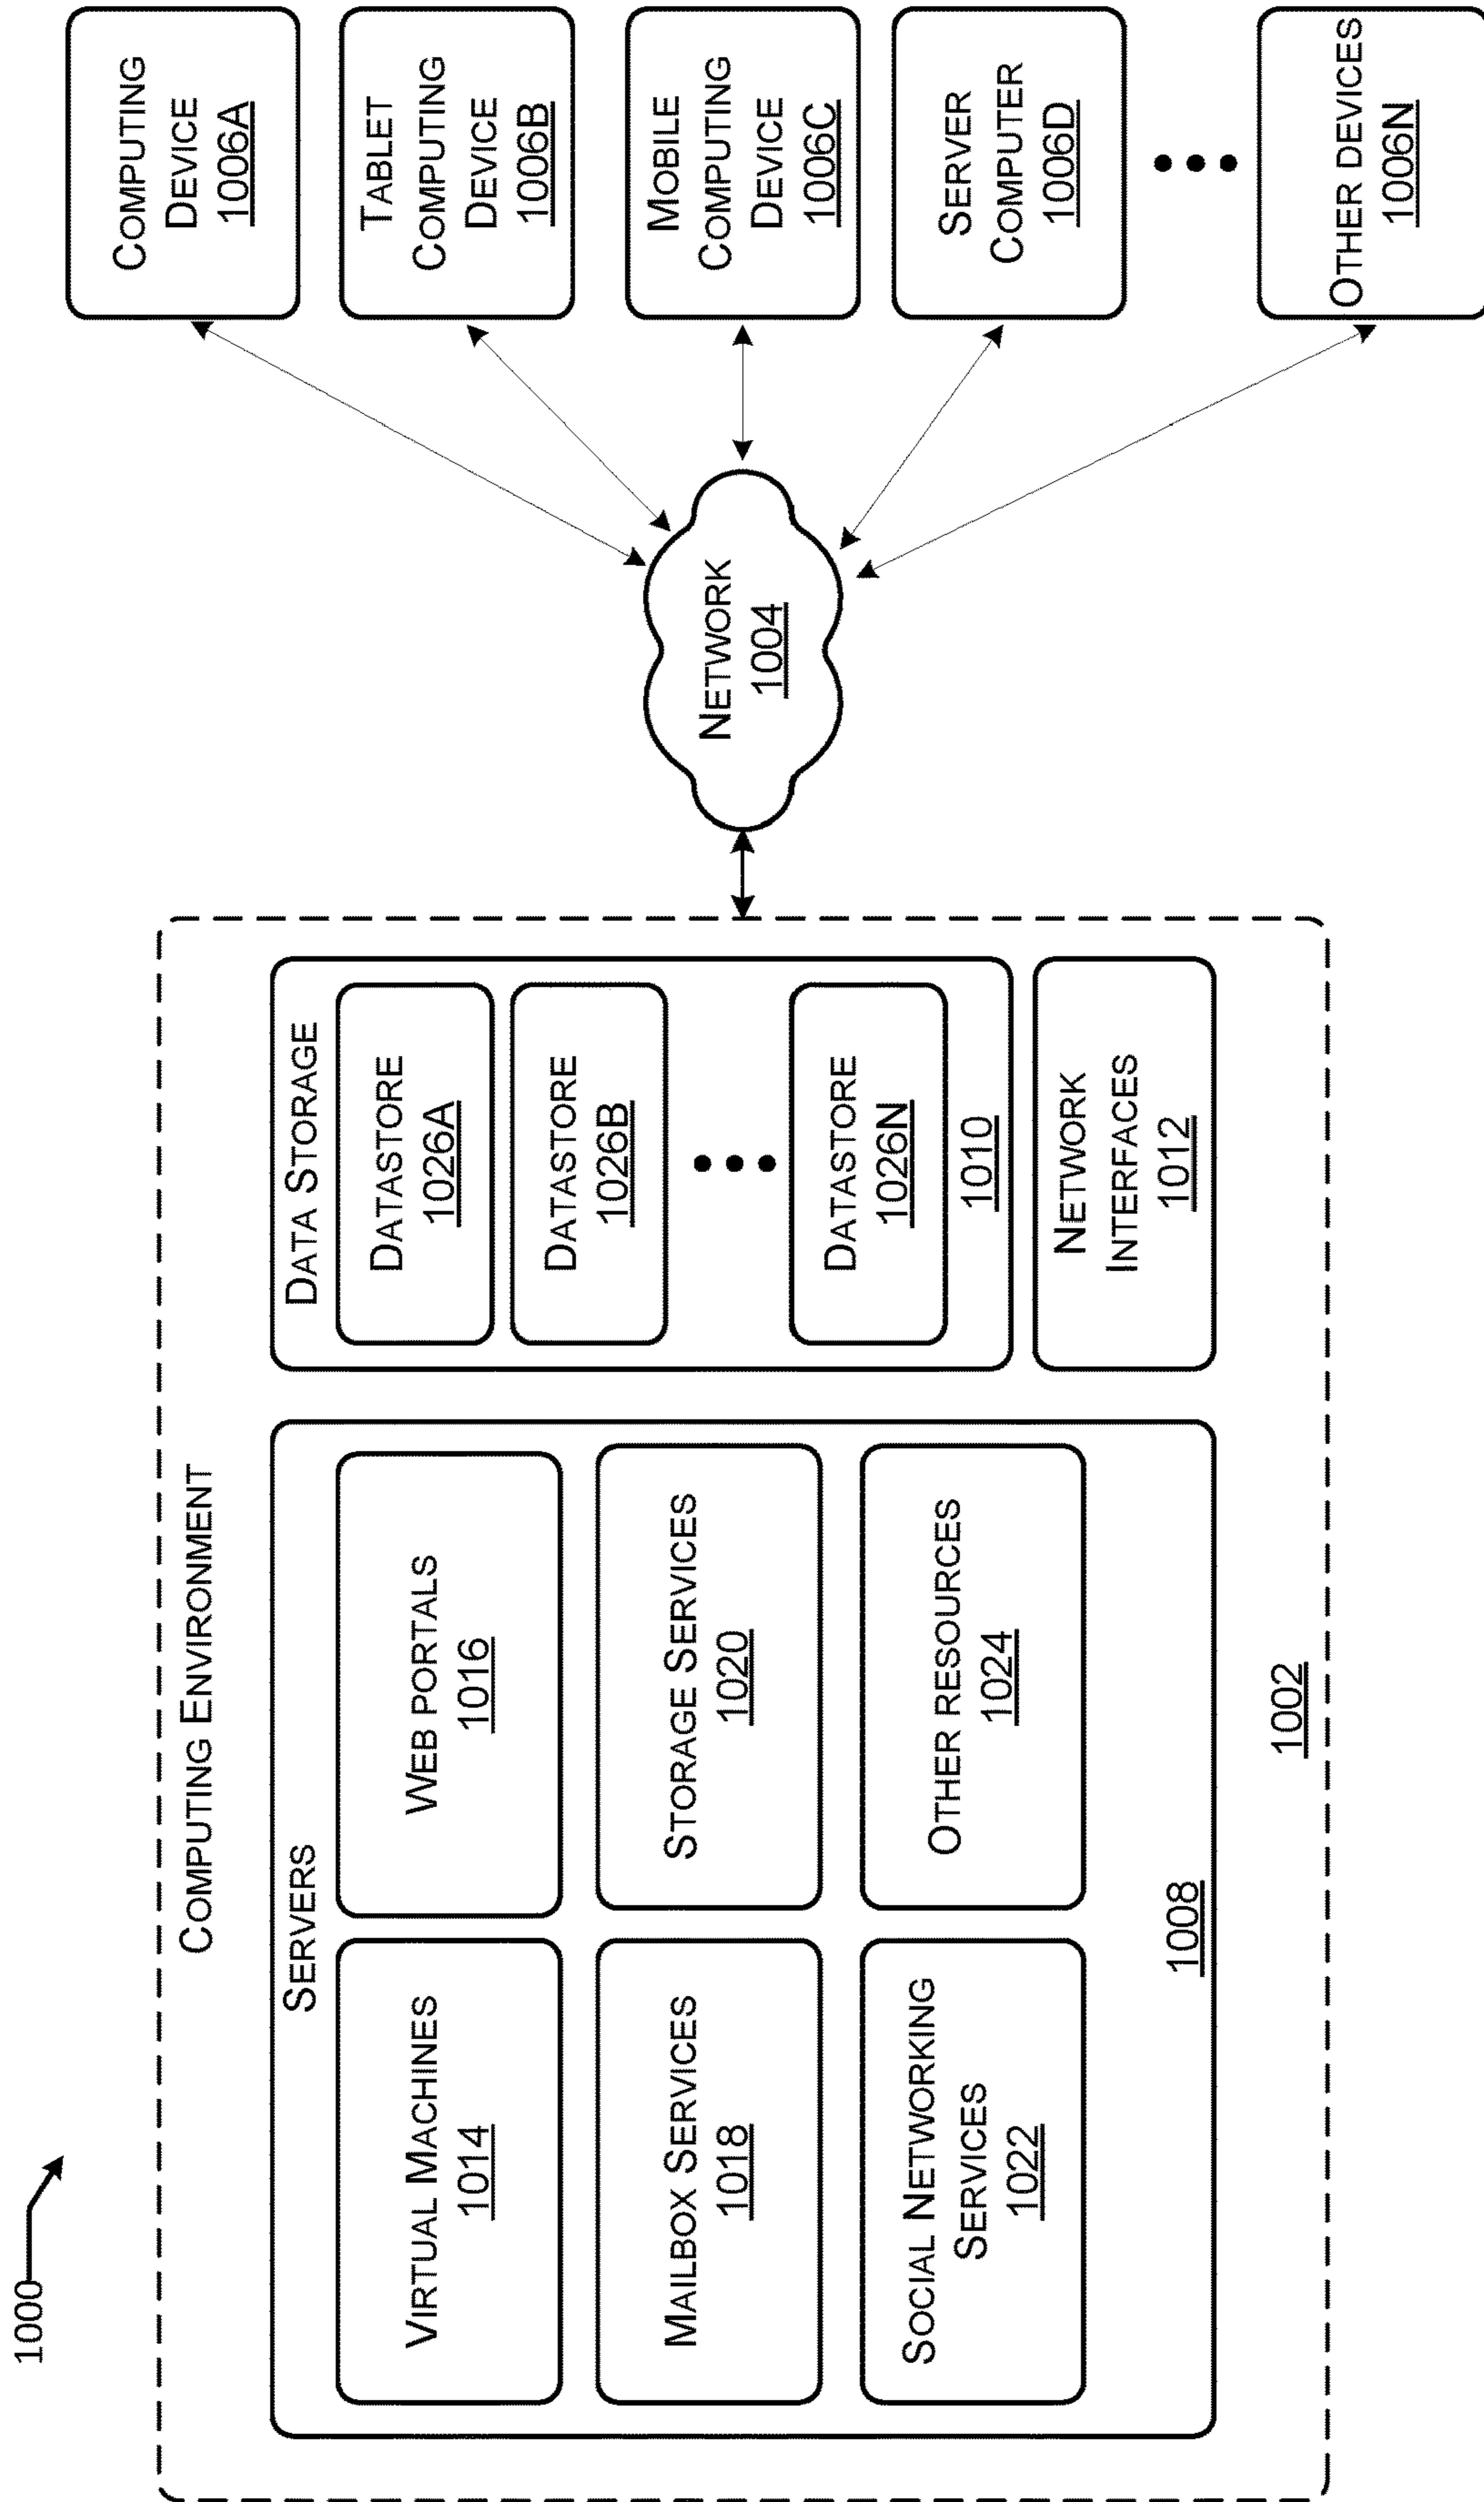 1000
COMPUTING ENVIRONMENT
SERVERS
VIRTUAL MACHINES
1014
WEB PORTALS
1016
MAILBOX SERVICES
1018
STORAGE SERVICES
1020
SOCIAL NETWORKING
SERVICES
1022
OTHER RESOURCES
1024
1008
DATA STORAGE
DATASTORE
1026A
DATASTORE
1026B
DATASTORE
1026N
1010
NETWORK
INTERFACES
1012
1002
NETWORK
1004
COMPUTING
DEVICE
1006A
TABLET
COMPUTING
DEVICE
1006B
MOBILE
COMPUTING
DEVICE
1006C
SERVER
COMPUTER
1006D
OTHER DEVICES
1006N